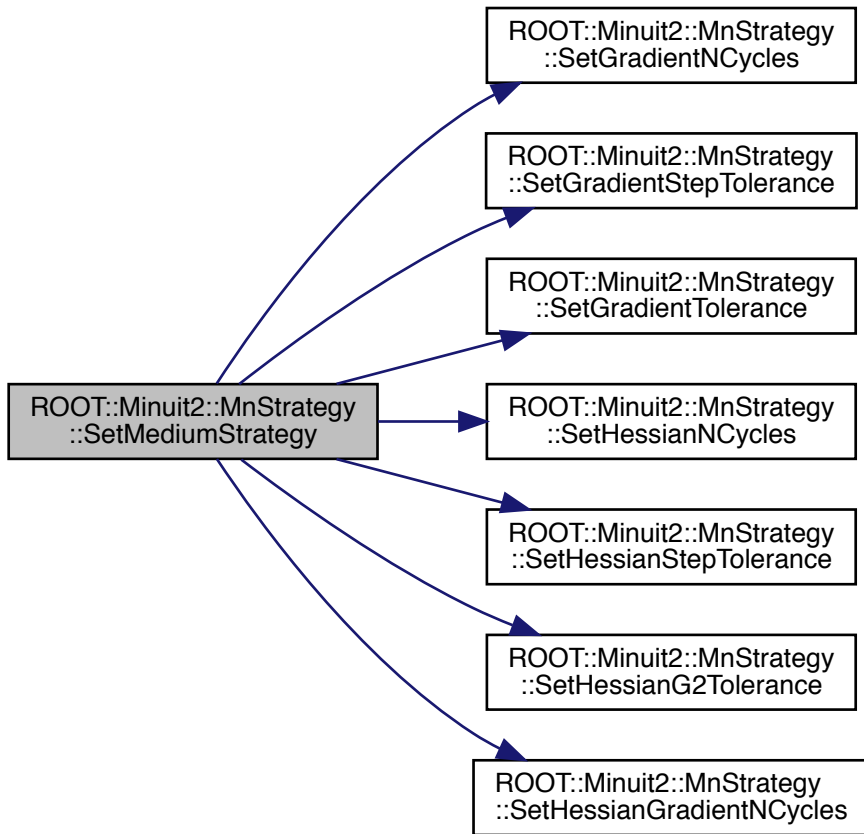 ROOT::Minuit2::MnStrategy
::SetGradientNCycles
ROOT::Minuit2::MnStrategy
::SetGradientStepTolerance
ROOT::Minuit2::MnStrategy
::SetGradientTolerance
ROOT::Minuit2::MnStrategy
::SetMediumStrategy
ROOT::Minuit2::MnStrategy
::SetHessianNCycles
ROOT::Minuit2::MnStrategy
::SetHessianStepTolerance
ROOT::Minuit2::MnStrategy
::SetHessianG2Tolerance
ROOT::Minuit2::MnStrategy
::SetHessianGradientNCycles